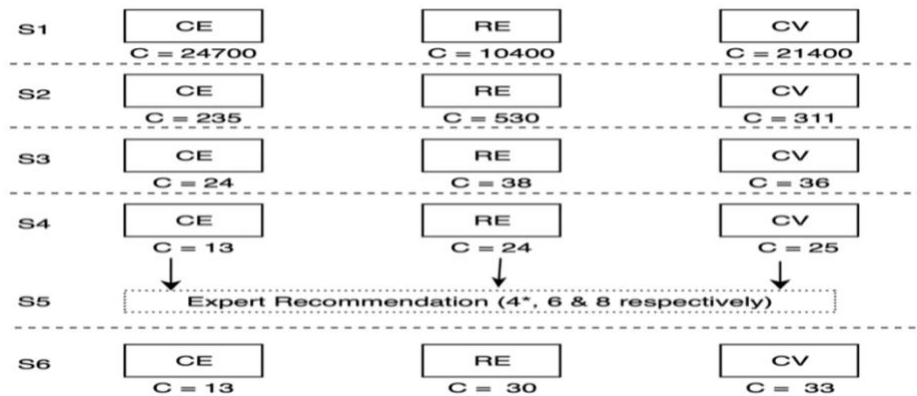 S1 CE RE CV
C = 24700 C = 10400 C = 21400
S2 CE RE CV
C = 235 C = 530 C = 311
S3 CE RE CV
C = 24 C = 38 C = 36
S4 CE RE CV
C = 13 C = 24 C = 25
S5 Expert Recommendation (4*, 6 & 8 respectively)
S6 CE RE CV
C = 13 C = 30 C = 33